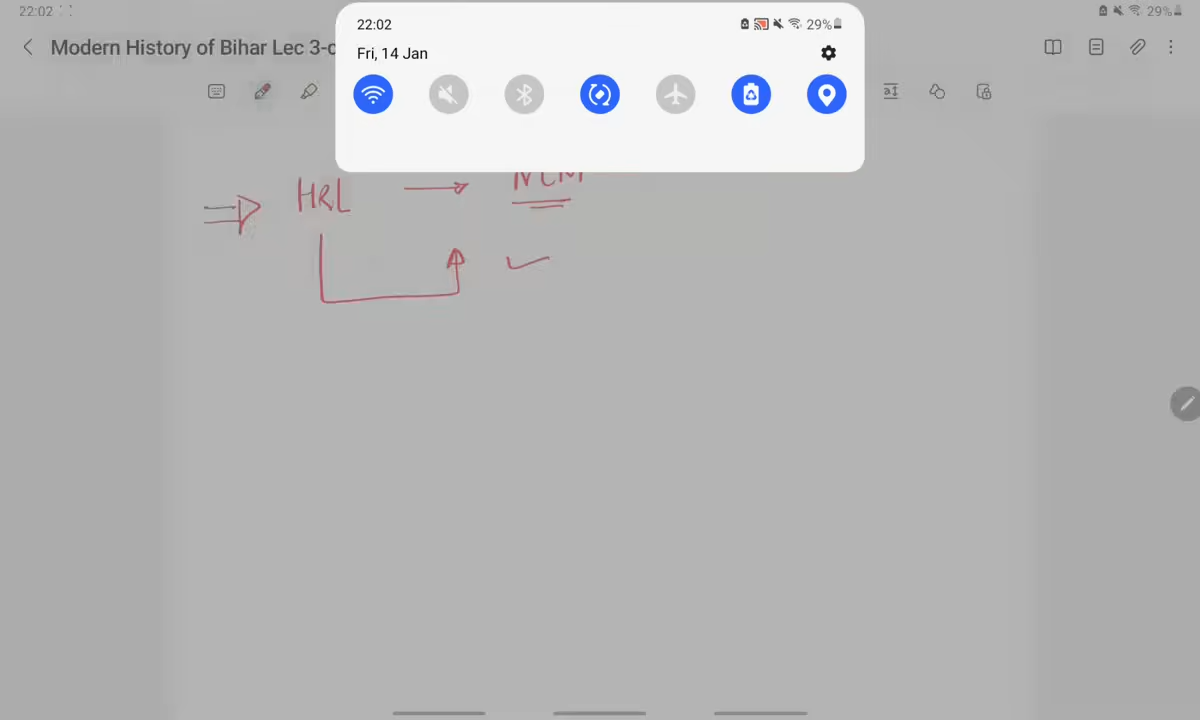 22:02
29%
Modern History of Bihar Lec 3-c
22:02
29%
Fri, 14 Jan
HRL